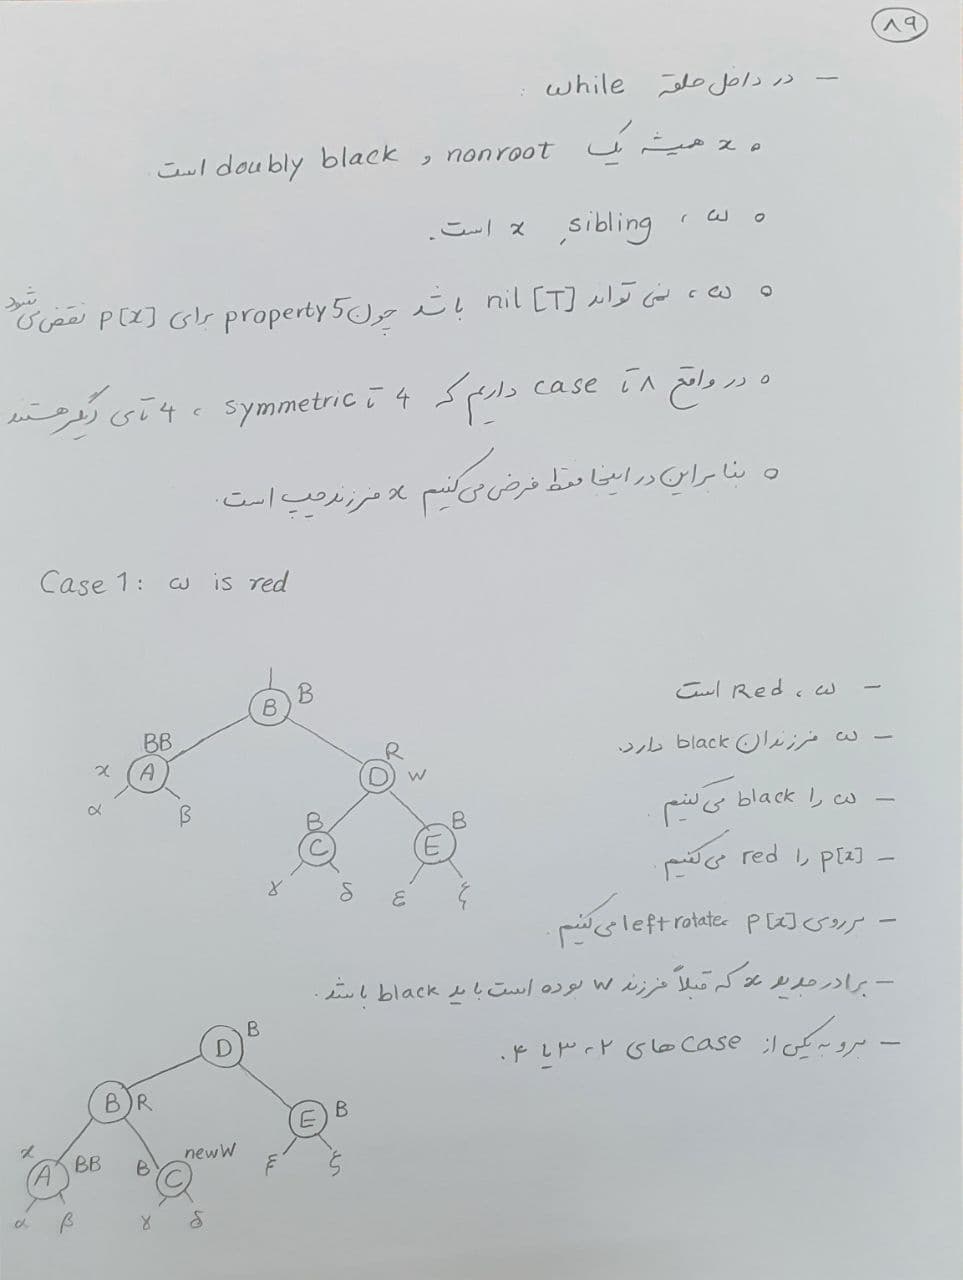 ۸۹
– در داخل حلقه while :
o x همیشه یک nonroot و doubly black است.
o w ، sibling x است.
o w ، نمی تواند nil [T] باشد چون property 5 برای p[x] نقض می شود
o در واقع ۸ تا case داریم که 4 تا symmetric ، 4 تای دیگر هستند
o بنابراین در اینجا فقط فرض می کنیم x فرزند چپ است.
Case 1: w is red
– w ، Red است
– w فرزندان black دارد.
– w را black می کنیم.
– p[x] را red می کنیم.
– بر روی p[x] ، left rotate می کنیم.
– برادر جدید x که قبلاً فرزند w بوده است باید black باشد.
– برو به یکی از case های ۲ ، ۳ یا ۴.
B B
BB
x A
α β
R
D w
B B
C E
γ δ ε ξ
D B
B R
E B
x A BB
B C new W
ξ
α β γ δ